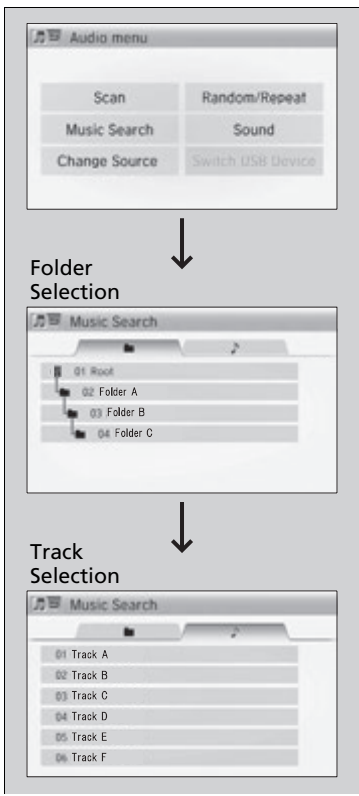 Audio menu
Scan Random/Repeat
Music Search Sound
Change Source Switch USB Device
Folder
Selection
Music Search
01 Root
02 Folder A
03 Folder B
04 Folder C
Track
Selection
Music Search
01 Track A
02 Track B
03 Track C
04 Track D
05 Track E
06 Track F